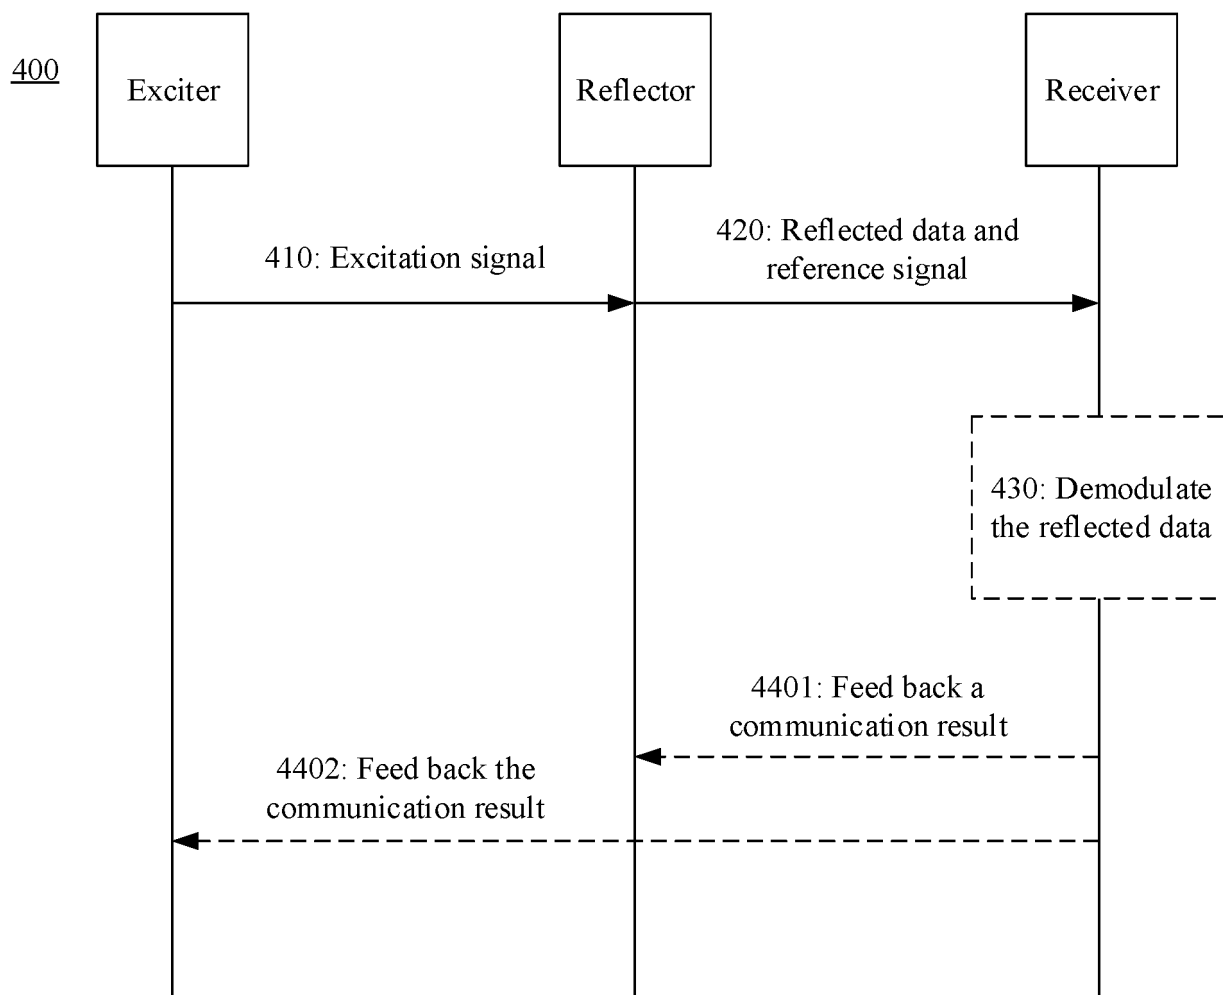 400
Exciter
Reflector
Receiver
410: Excitation signal
420: Reflected data and
reference signal
430: Demodulate
the reflected data
4401: Feed back a
communication result
4402: Feed back the
communication result